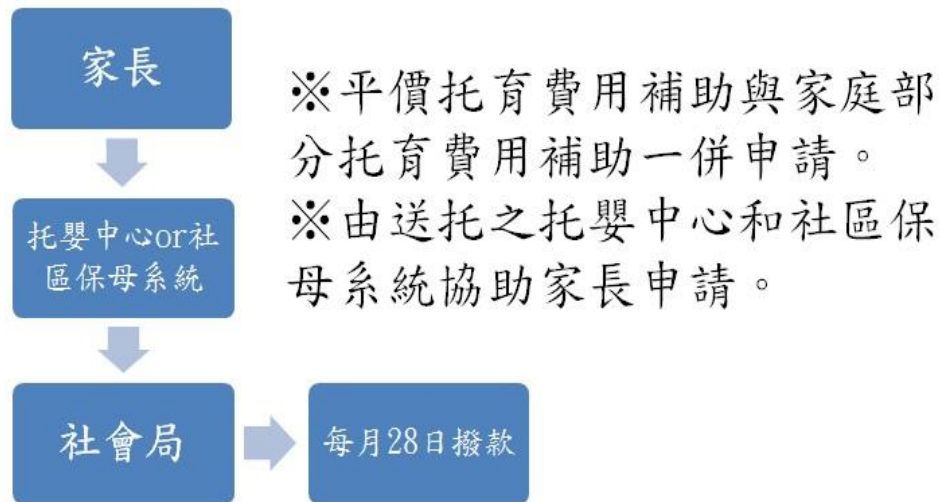 家長
托嬰中心or社
區保母系統
社會局
每月28日撥款
※平價托育費用補助與家庭部
分托育費用補助一併申請。
※由送托之托嬰中心和社區保
母系統協助家長申請。